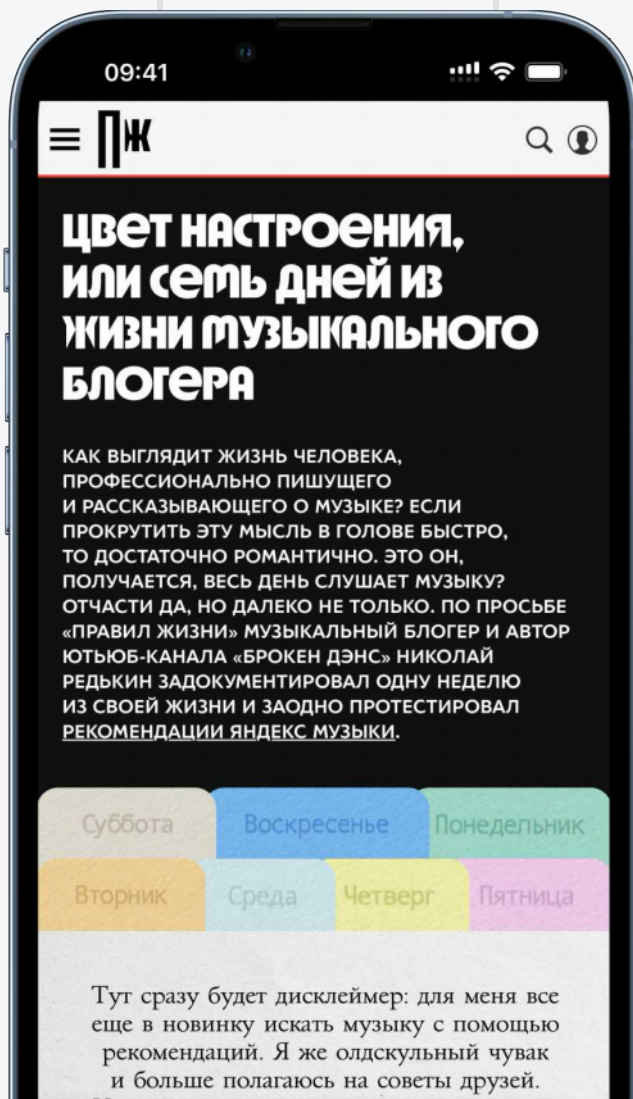 09:41
ПЖ
ЦВЕТ НАСТРОЕНИЯ,
ИЛИ СЕМЬ ДНЕЙ ИЗ
ЖИЗНИ МУЗЫКАЛЬНОГО
БЛОГЕРА
КАК ВЫГЛЯДИТ ЖИЗНЬ ЧЕЛОВЕКА,
ПРОФЕССИОНАЛЬНО ПИШУЩЕГО
И РАССКАЗЫВАЮЩЕГО О МУЗЫКЕ? ЕСЛИ
ПРОКРУТИТЬ ЭТУ МЫСЛЬ В ГОЛОВЕ БЫСТРО,
ТО ДОСТАТОЧНО РОМАНТИЧНО. ЭТО ОН,
ПОЛУЧАЕТСЯ, ВЕСЬ ДЕНЬ СЛУШАЕТ МУЗЫКУ?
ОТЧАСТИ ДА, НО ДАЛЕКО НЕ ТОЛЬКО. ПО ПРОСЬБЕ
«ПРАВИЛ ЖИЗНИ» МУЗЫКАЛЬНЫЙ БЛОГЕР И АВТОР
ЮТЬЮБ-КАНАЛА «БРОКЕН ДЭНС» НИКОЛАЙ
РЕДЬКИН ЗАДОКУМЕНТИРОВАЛ ОДНУ НЕДЕЛЮ
ИЗ СВОЕЙ ЖИЗНИ И ЗАОДНО ПРОТЕСТИРОВАЛ
РЕКОМЕНДАЦИИ ЯНДЕКС МУЗЫКИ.
Суббота Воскресенье Понедельник
Вторник Среда Четверг Пятница
Тут сразу будет дисклеймер: для меня все
еще в новинку искать музыку с помощью
рекомендаций. Я же олдскульный чувак
и больше полагаюсь на советы друзей.